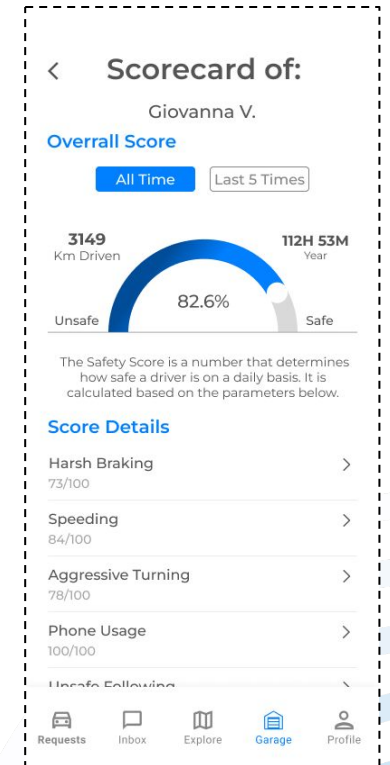 Scorecard of:
Giovanna V.
Overrall Score
All Time
Last 5 Times
3149
Km Driven
112H 53M
Year
82.6%
Unsafe
Safe
The Safety Score is a number that determines
how safe a driver is on a daily basis. It is
calculated based on the parameters below.
Score Details
Harsh Braking
73/100
Speeding
84/100
Aggressive Turning
78/100
Phone Usage
100/100
Unsafe Following
Requests
Inbox
Explore
Garage
Profile